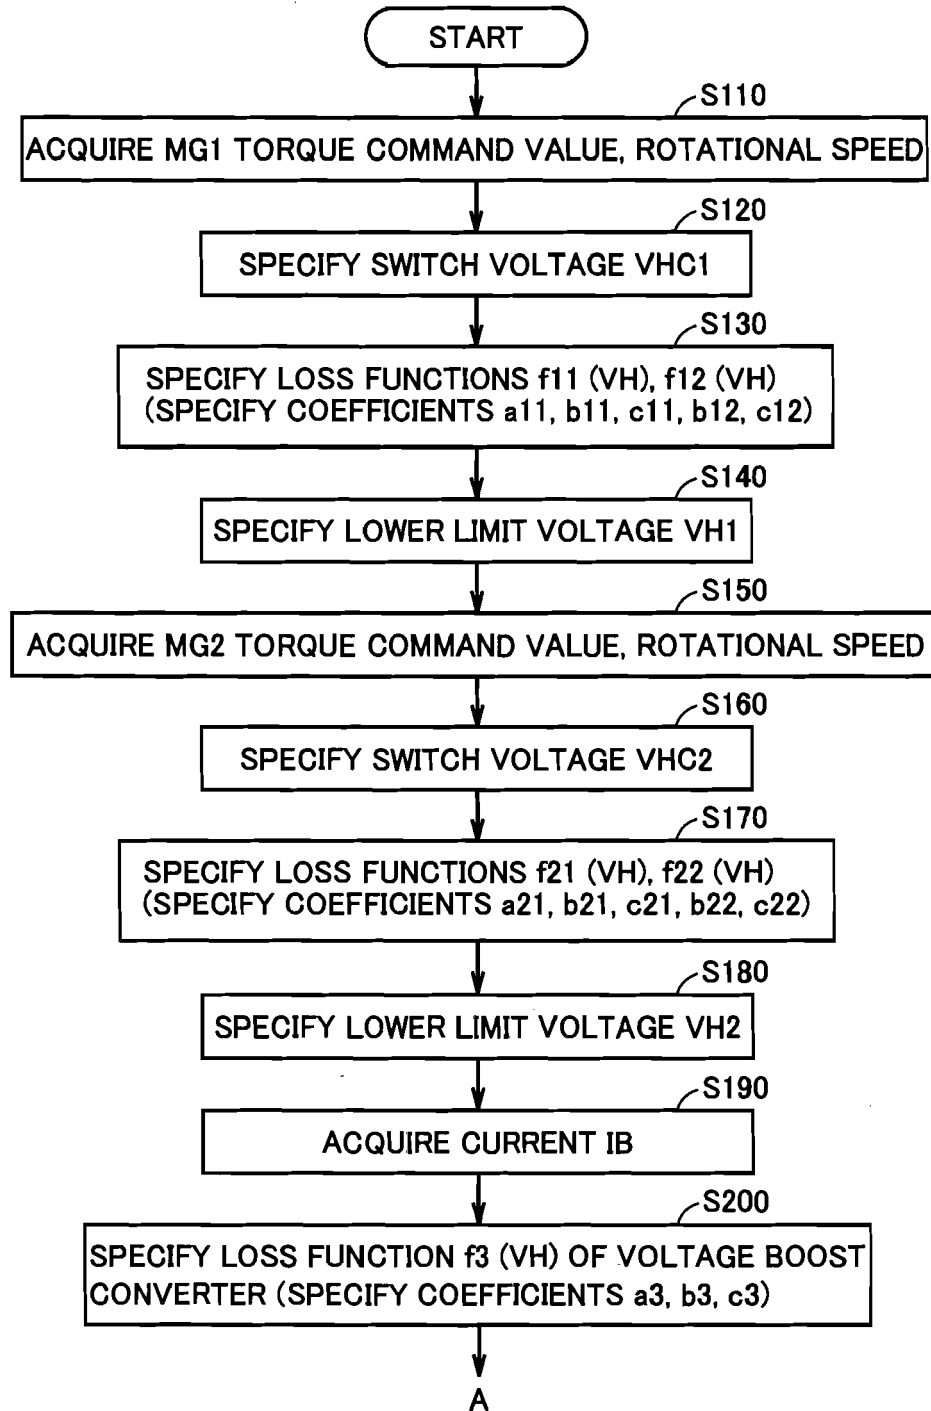 START
S110
ACQUIRE MG1 TORQUE COMMAND VALUE, ROTATIONAL SPEED
S120
SPECIFY SWITCH VOLTAGE VHC1
S130
SPECIFY LOSS FUNCTIONS f11 (VH), f12 (VH)
(SPECIFY COEFFICIENTS a11, b11, c11, b12, c12)
S140
SPECIFY LOWER LIMIT VOLTAGE VH1
S150
ACQUIRE MG2 TORQUE COMMAND VALUE, ROTATIONAL SPEED
S160
SPECIFY SWITCH VOLTAGE VHC2
S170
SPECIFY LOSS FUNCTIONS f21 (VH), f22 (VH)
(SPECIFY COEFFICIENTS a21, b21, c21, b22, c22)
S180
SPECIFY LOWER LIMIT VOLTAGE VH2
S190
ACQUIRE CURRENT IB
S200
SPECIFY LOSS FUNCTION f3 (VH) OF VOLTAGE BOOST
CONVERTER (SPECIFY COEFFICIENTS a3, b3, c3)
A